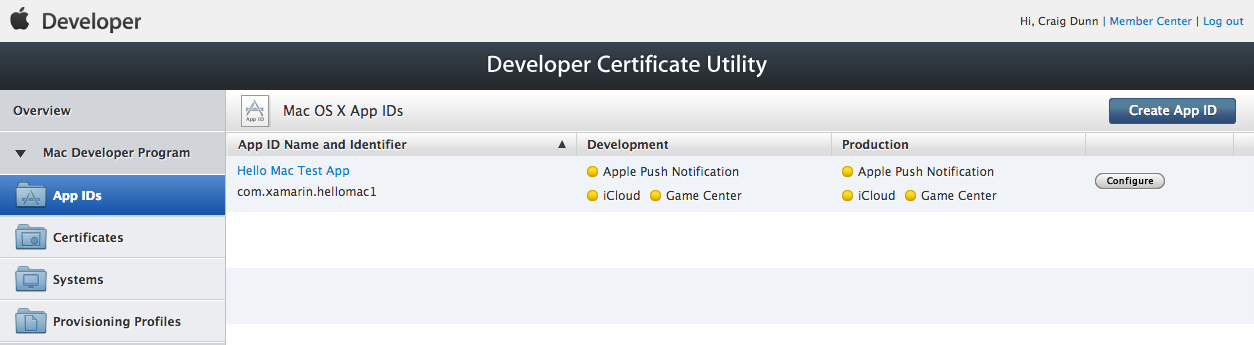 Developer
Hi, Craig Dunn | Member Center | Log out
Developer Certificate Utility
Overview
Mac Developer Program
App IDs
Certificates
Systems
Provisioning Profiles
App ID
Mac OS X App IDs
Create App ID
App ID Name and Identifier
Development
Production
Hello Mac Test App
com.xamarin.hellomac1
Apple Push Notification
iCloud
Game Center
Apple Push Notification
iCloud
Game Center
Configure